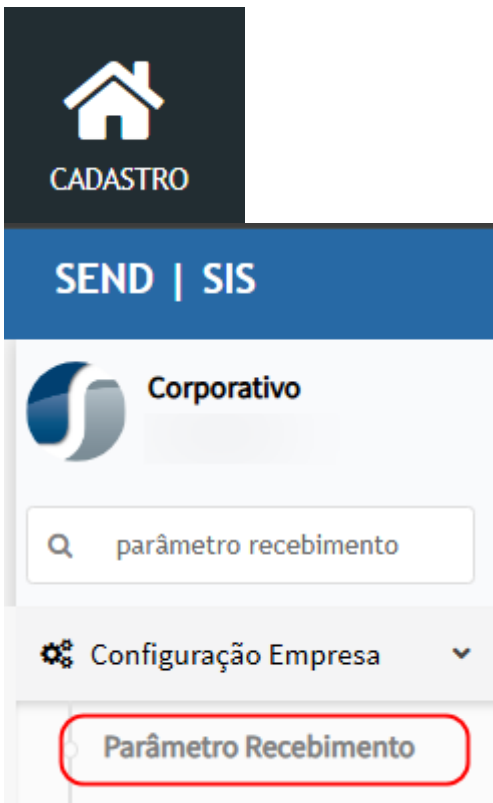 CADASTRO
SEND | SIS
Corporativo
parâmetro recebimento
Configuração Empresa
Parâmetro Recebimento